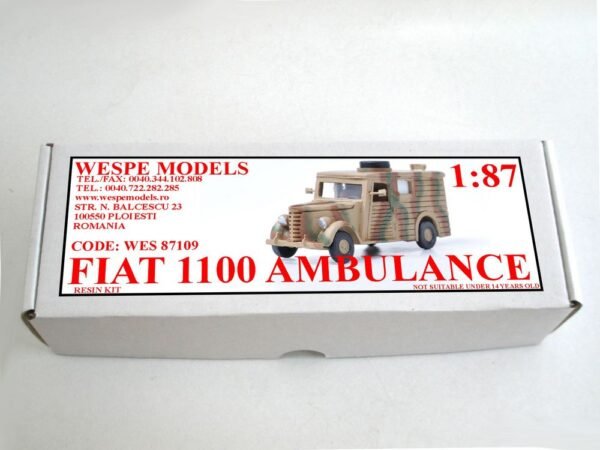 WESPE MODELS
TEL./FAX: 0040.344.102.808
TEL.: 0040.722.282.285
www.wespemodels.ro
STR. N. BALCESCU 23
100550 PLOIESTI
ROMANIA
1:87
CODE: WES 87109
FIAT 1100 AMBULANCE
RESIN KIT
NOT SUITABLE UNDER 14 YEARS OLD